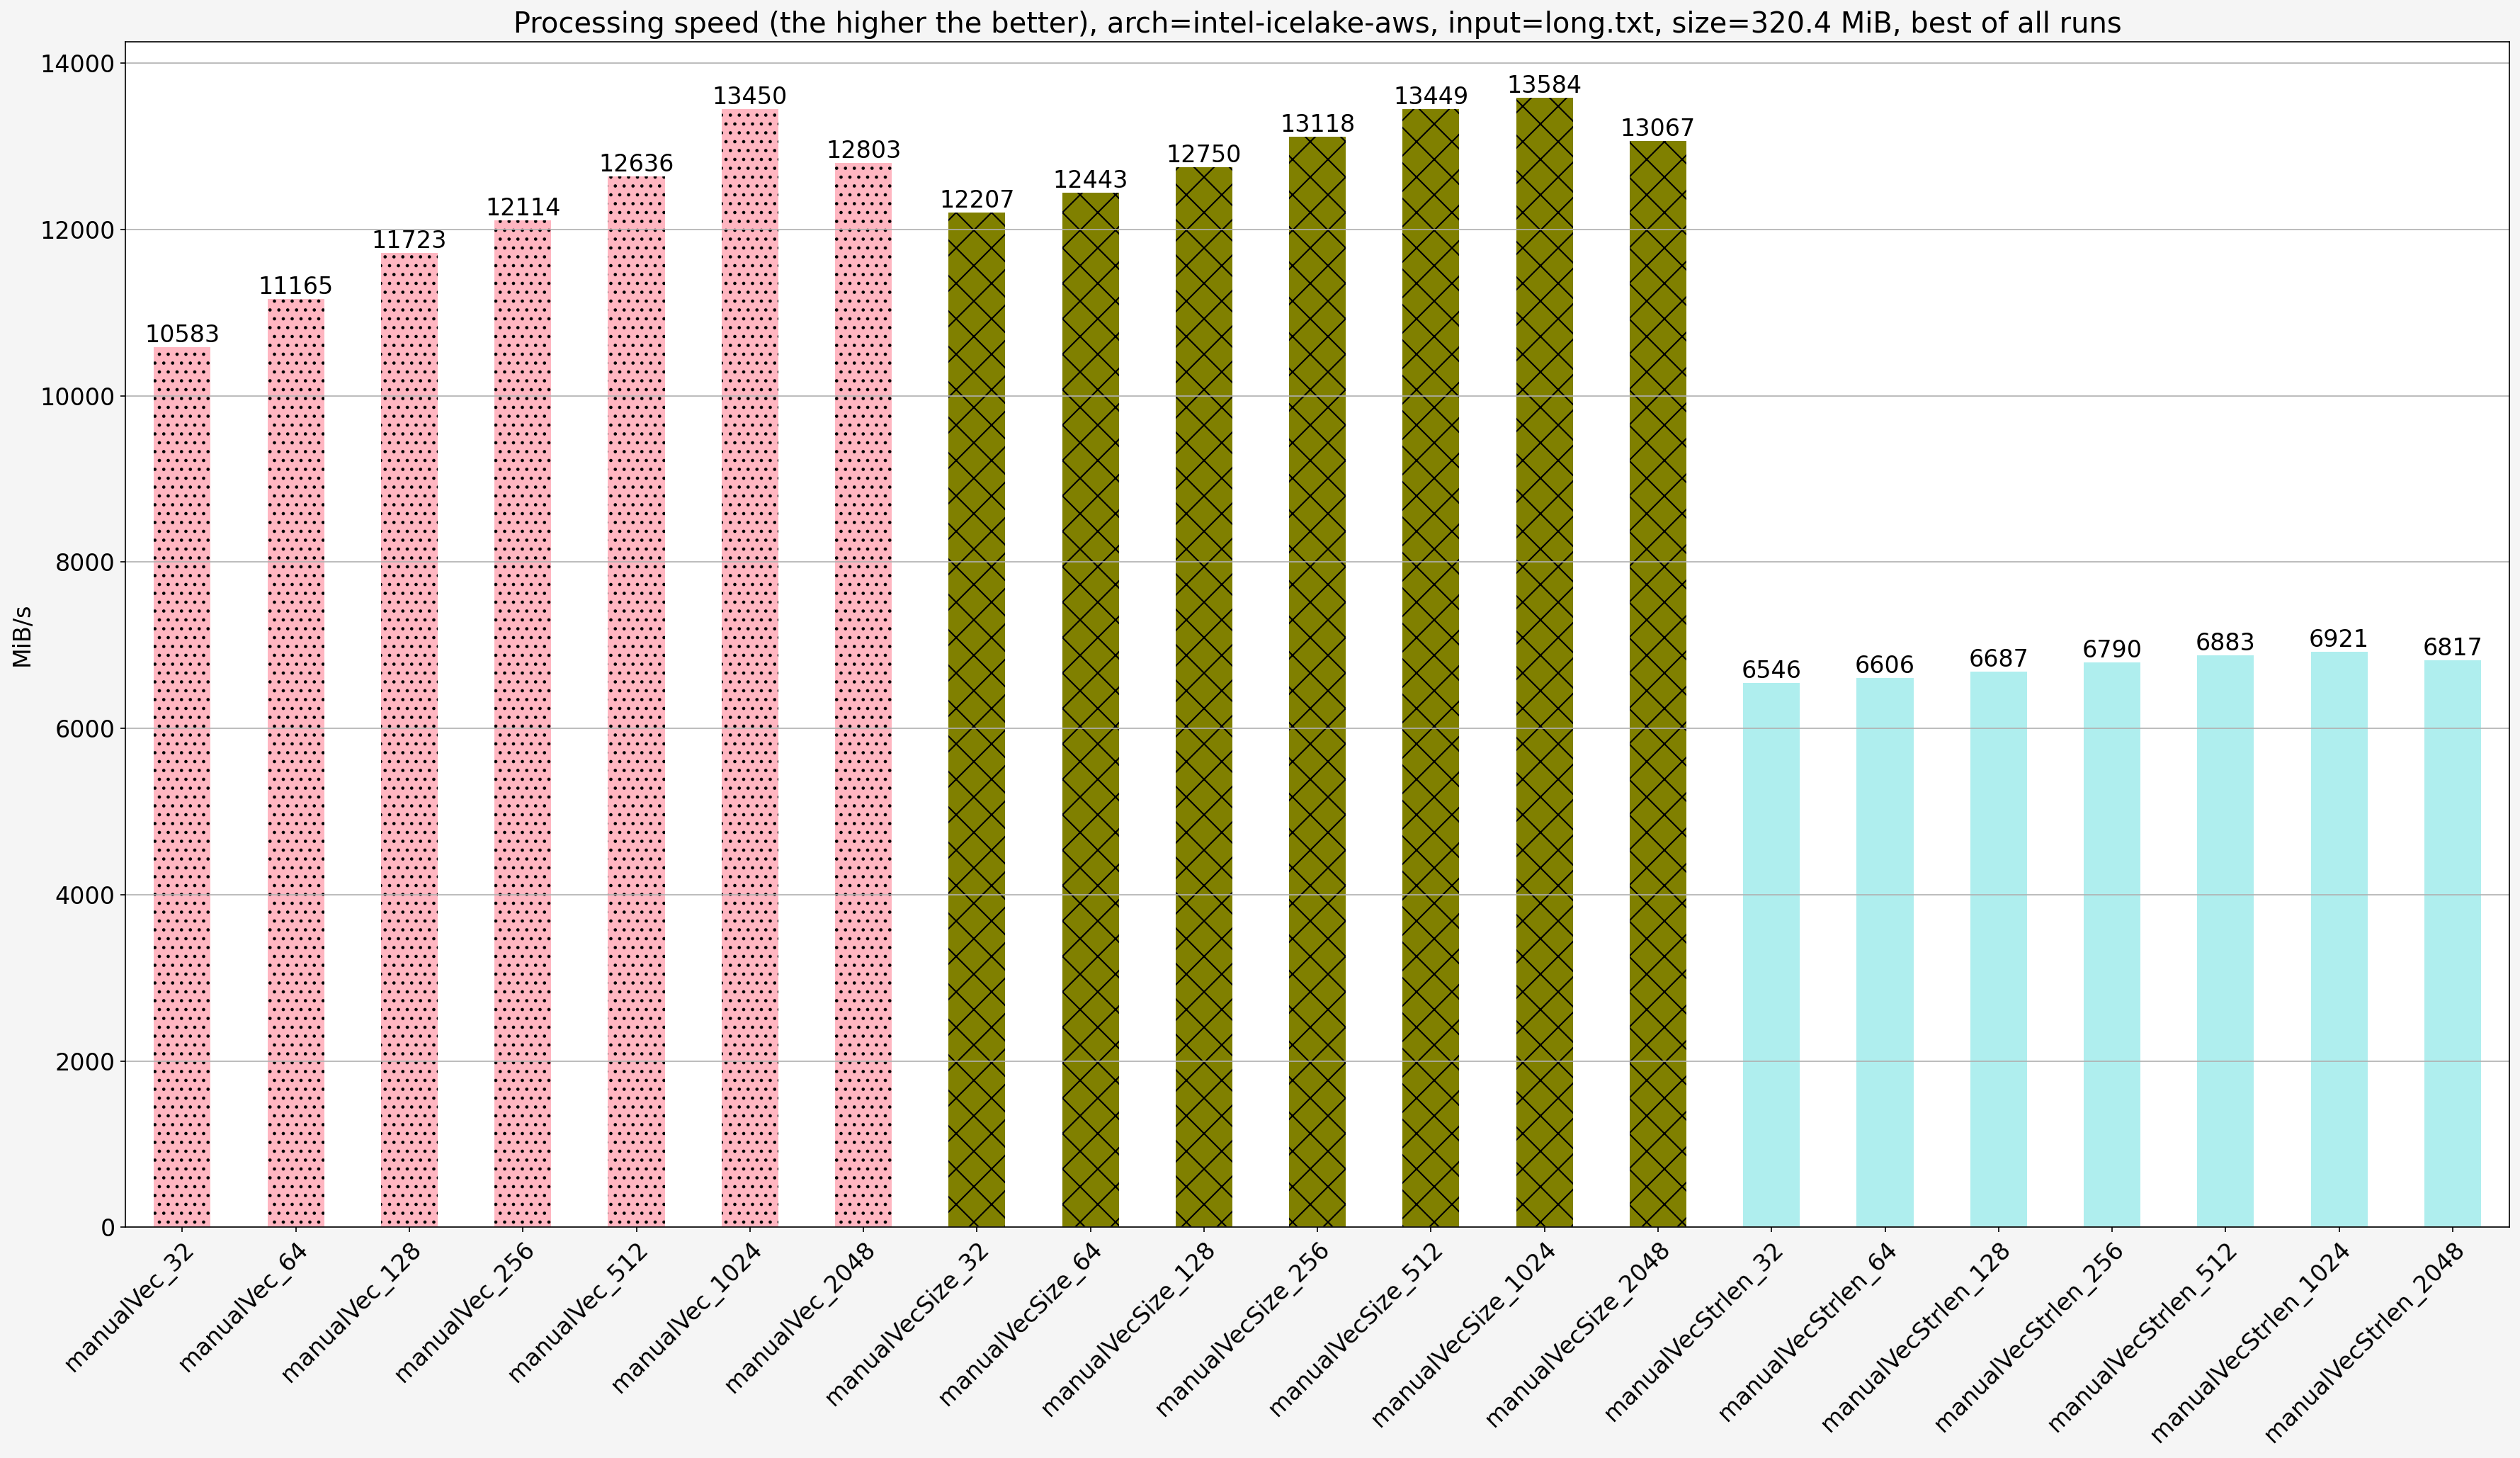 Processing speed (the higher the better), arch=intel-icelake-aws, input=long.txt, size=320.4 MiB, best of all runs
MiB/s
14000
12000
10000
8000
6000
4000
2000
0
10583
11165
11723
12114
12636
13450
12803
12207
12443
12750
13118
13449
13584
13067
6546
6606
6687
6790
6883
6921
6817
manualVec_32
manualVec_64
manualVec_128
manualVec_256
manualVec_512
manualVec_1024
manualVec_2048
manualVecSize_32
manualVecSize_64
manualVecSize_128
manualVecSize_256
manualVecSize_512
manualVecSize_1024
manualVecSize_2048
manualVecStrlen_32
manualVecStrlen_64
manualVecStrlen_128
manualVecStrlen_256
manualVecStrlen_512
manualVecStrlen_1024
manualVecStrlen_2048